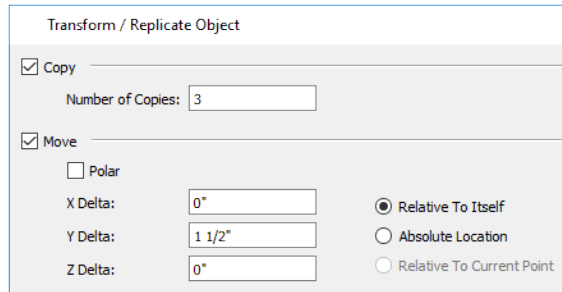 Transform / Replicate Object
Copy
Number of Copies: 3
Move
Polar
X Delta: 0" Relative To Itself
Y Delta: 1 1/2" Absolute Location
Z Delta: 0" Relative To Current Point